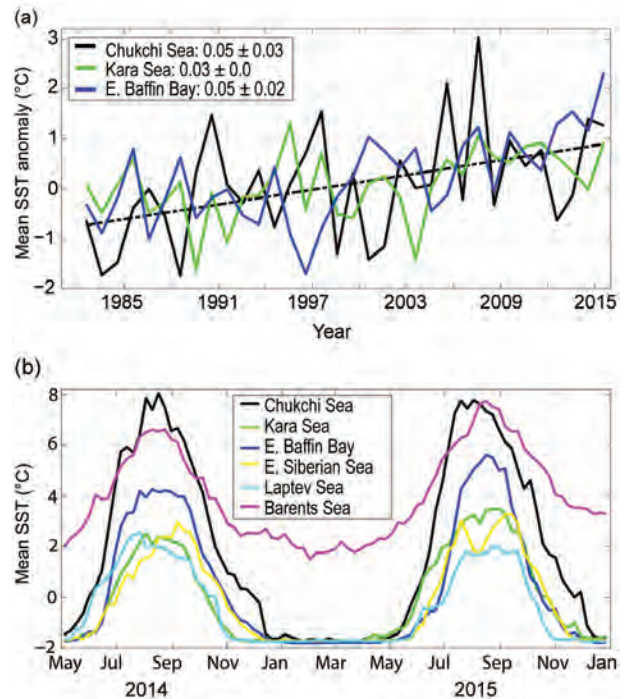 (a)
3
2
1
0
−1
−2
Mean SST anomaly (°C)
Chukchi Sea: 0.05 ± 0.03
Kara Sea: 0.03 ± 0.0
E. Baffin Bay: 0.05 ± 0.02
1985 1991 1997 2003 2009 2015
Year
(b)
8
6
4
2
0
−2
Mean SST (°C)
Chukchi Sea
Kara Sea
E. Baffin Bay
E. Siberian Sea
Laptev Sea
Barents Sea
May Jul Sep Nov Jan Mar May Jul Sep Nov Jan
2014 2015